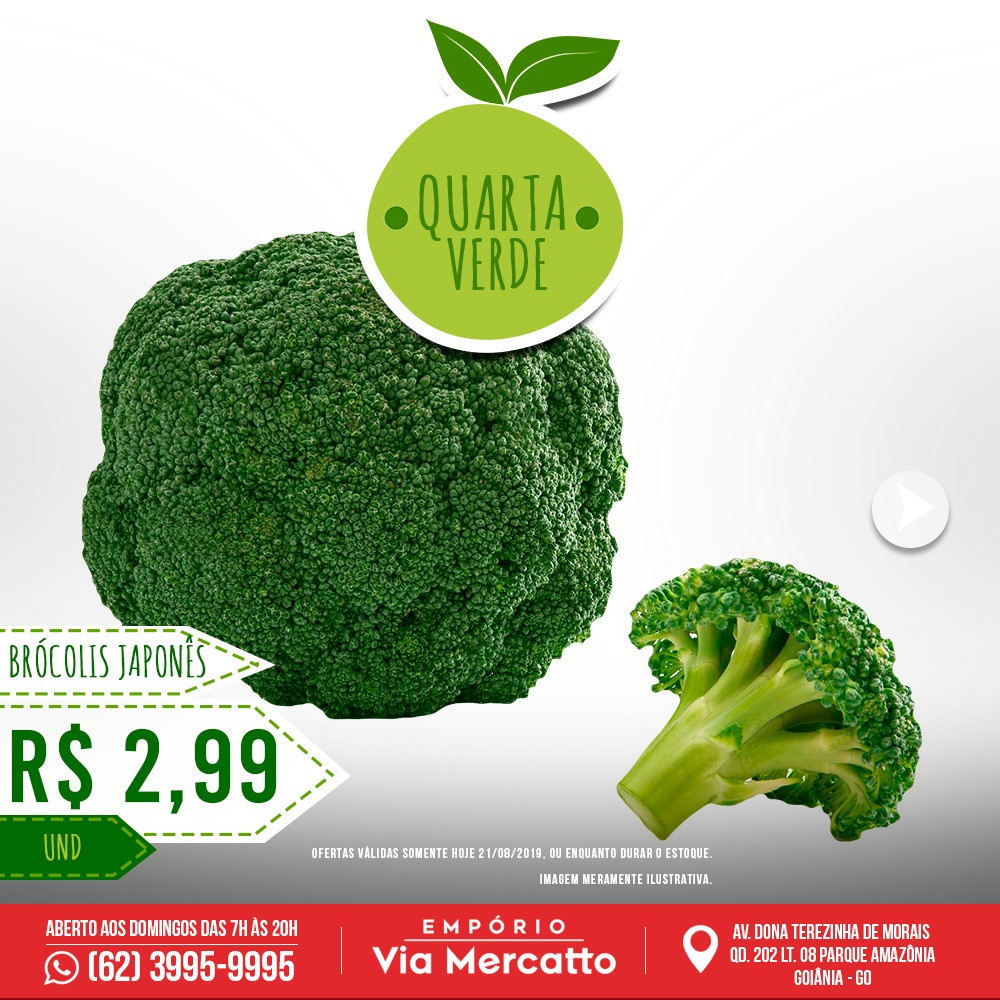 QUARTA
VERDE
BRÓCOLIS JAPONÊS
R$ 2,99
UND
OFERTAS VÁLIDAS SOMENTE HOJE 21/08/2019, OU ENQUANTO DURAR O ESTOQUE.
IMAGEM MERAMENTE ILUSTRATIVA.
ABERTO AOS DOMINGOS DAS 7H ÀS 20H
(62) 3995-9995
EMPÓRIO
Via Mercatto
AV. DONA TEREZINHA DE MORAIS
QD. 202 LT. 08 PARQUE AMAZÔNIA
GOIÂNIA - GO